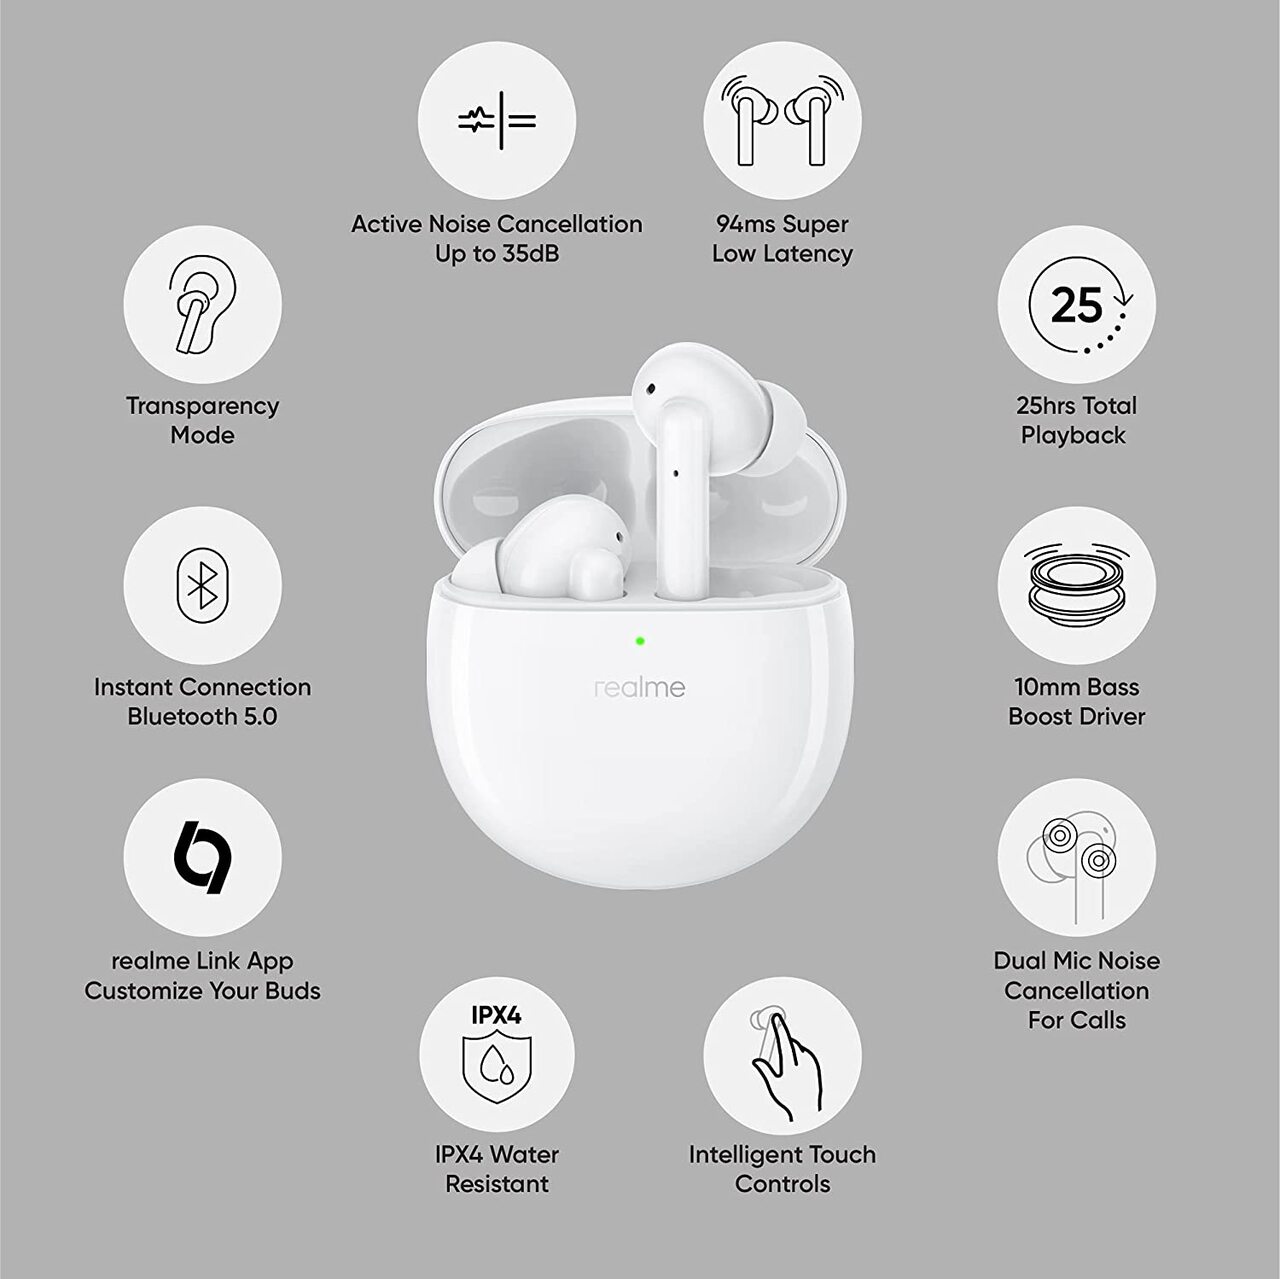 Active Noise Cancellation
Up to 35dB
94ms Super
Low Latency
Transparency
Mode
25
25hrs Total
Playback
Instant Connection
Bluetooth 5.0
realme
10mm Bass
Boost Driver
realme Link App
Customize Your Buds
Dual Mic Noise
Cancellation
For Calls
IPX4
IPX4 Water
Resistant
Intelligent Touch
Controls